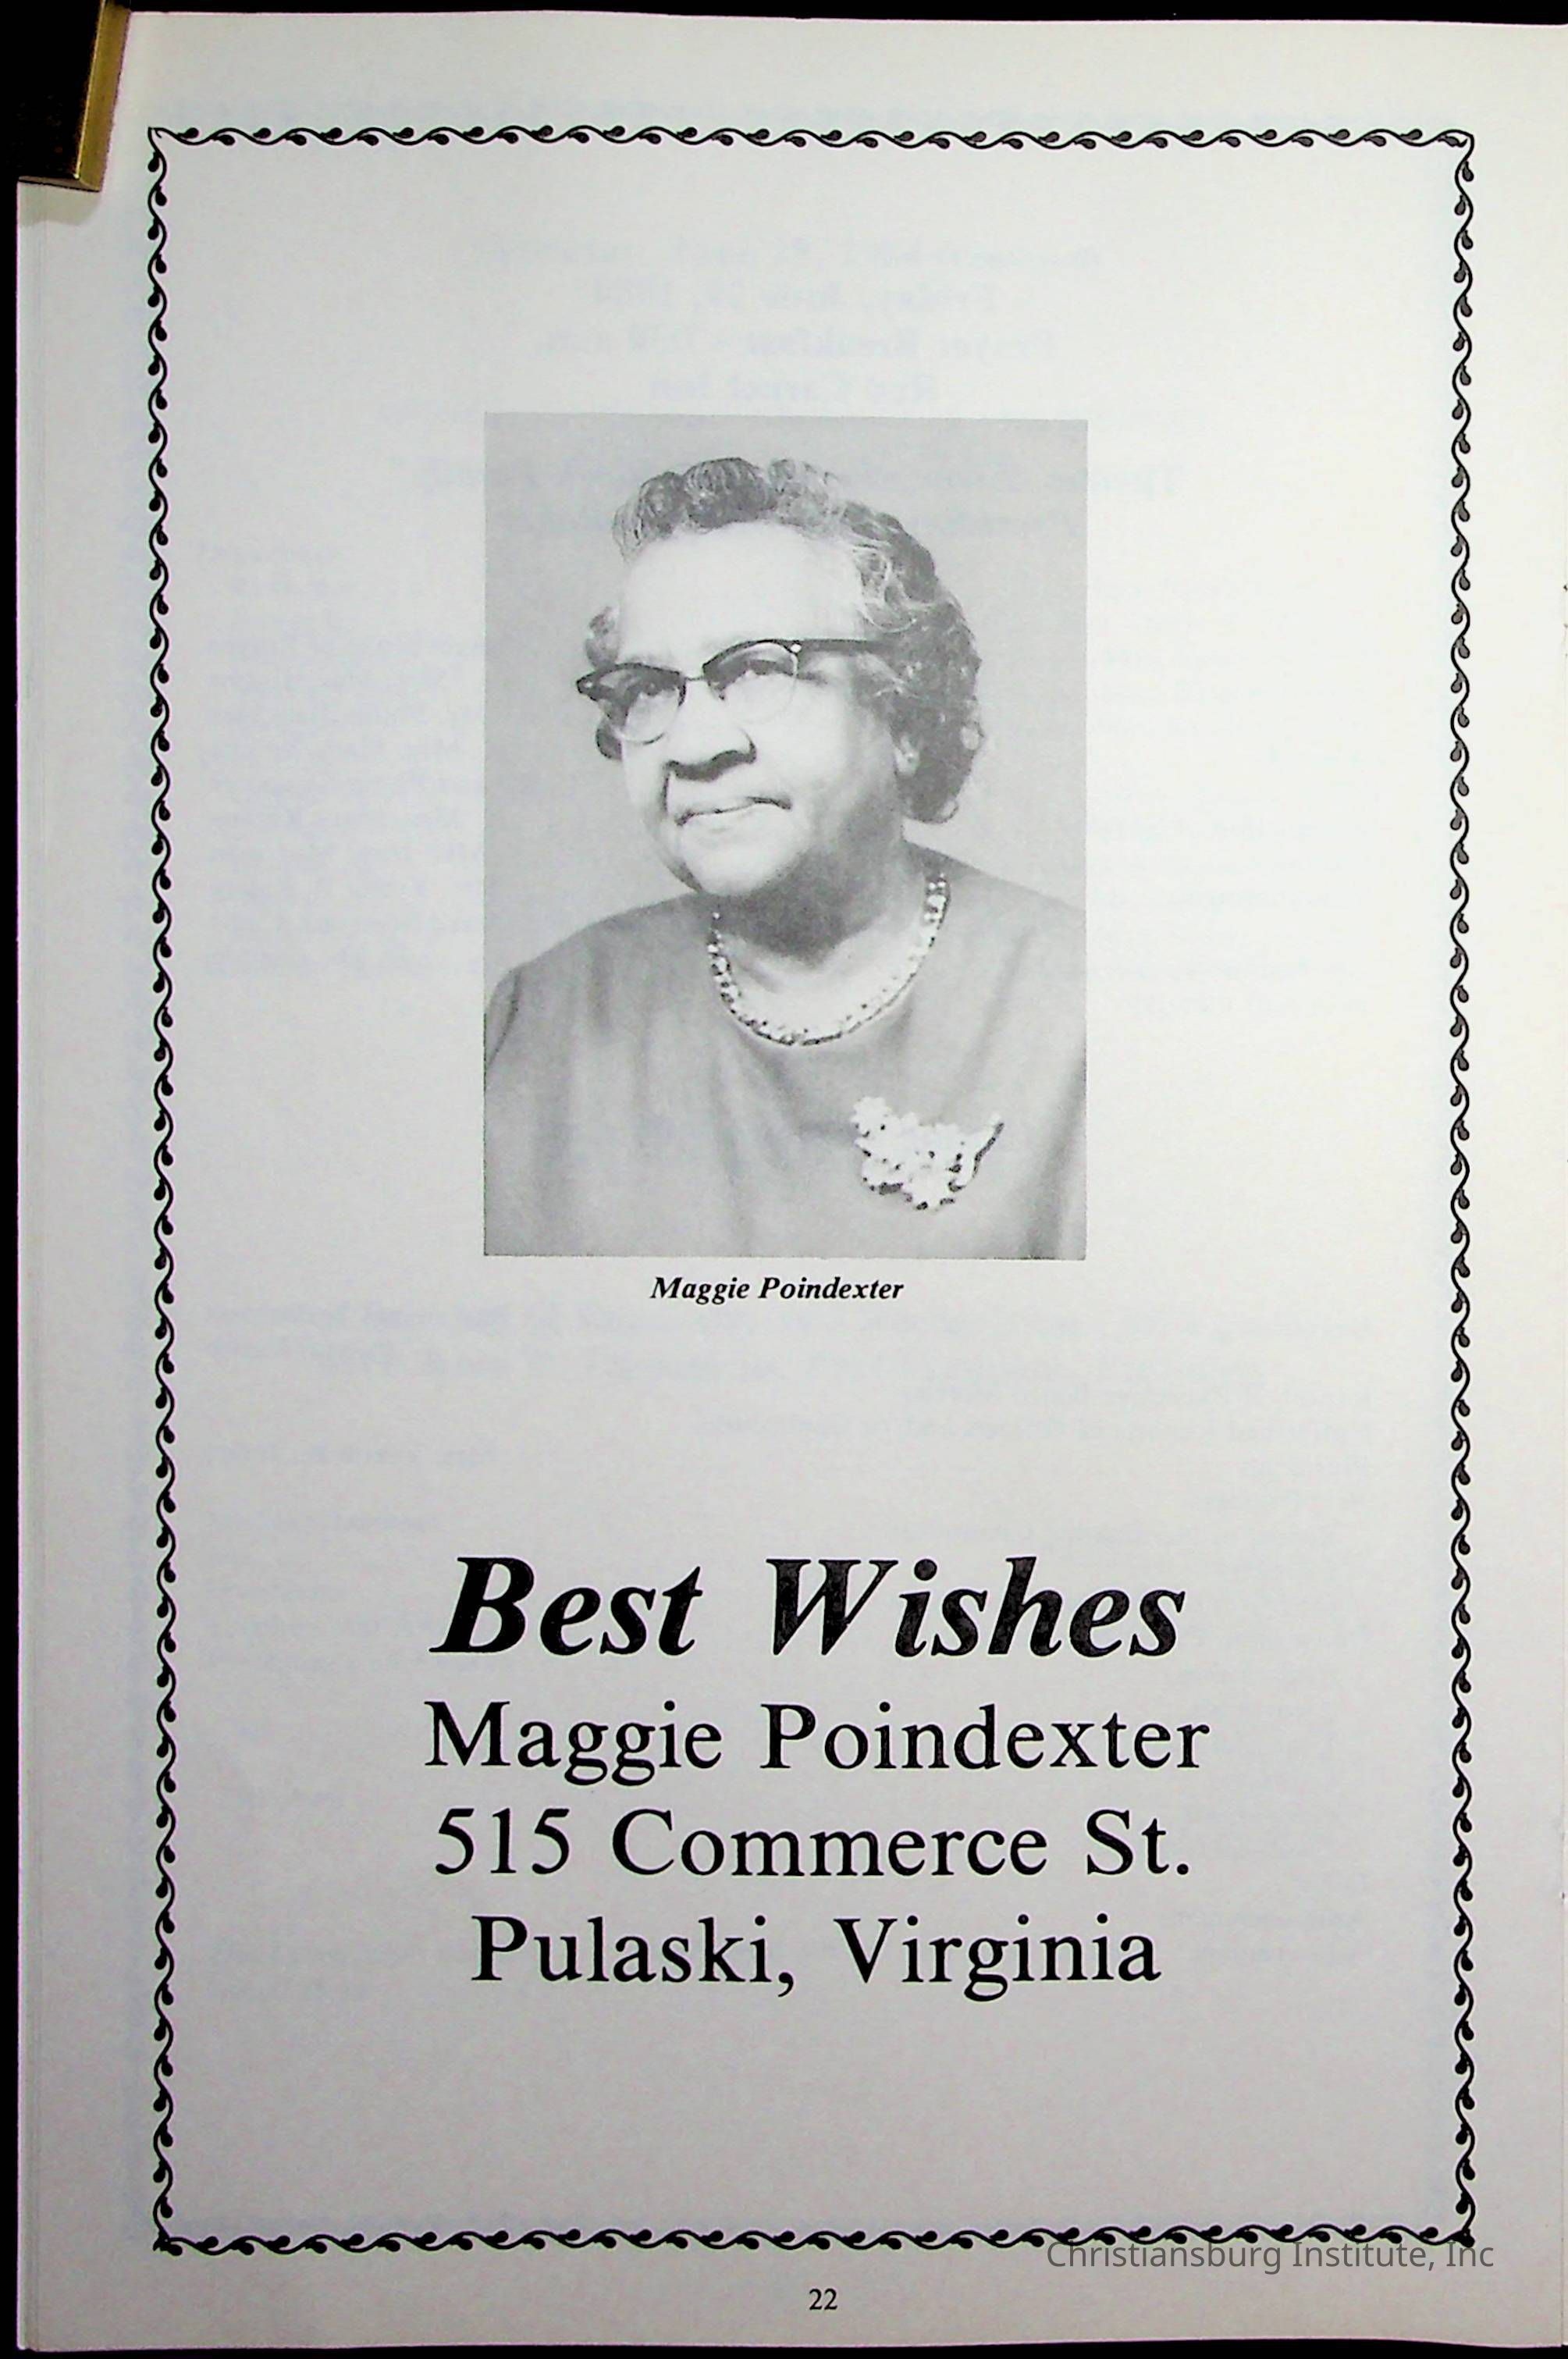 Maggie Poindexter
Best Wishes
Maggie Poindexter
515 Commerce St.
Pulaski, Virginia
Christiansburg Institute, Inc
22